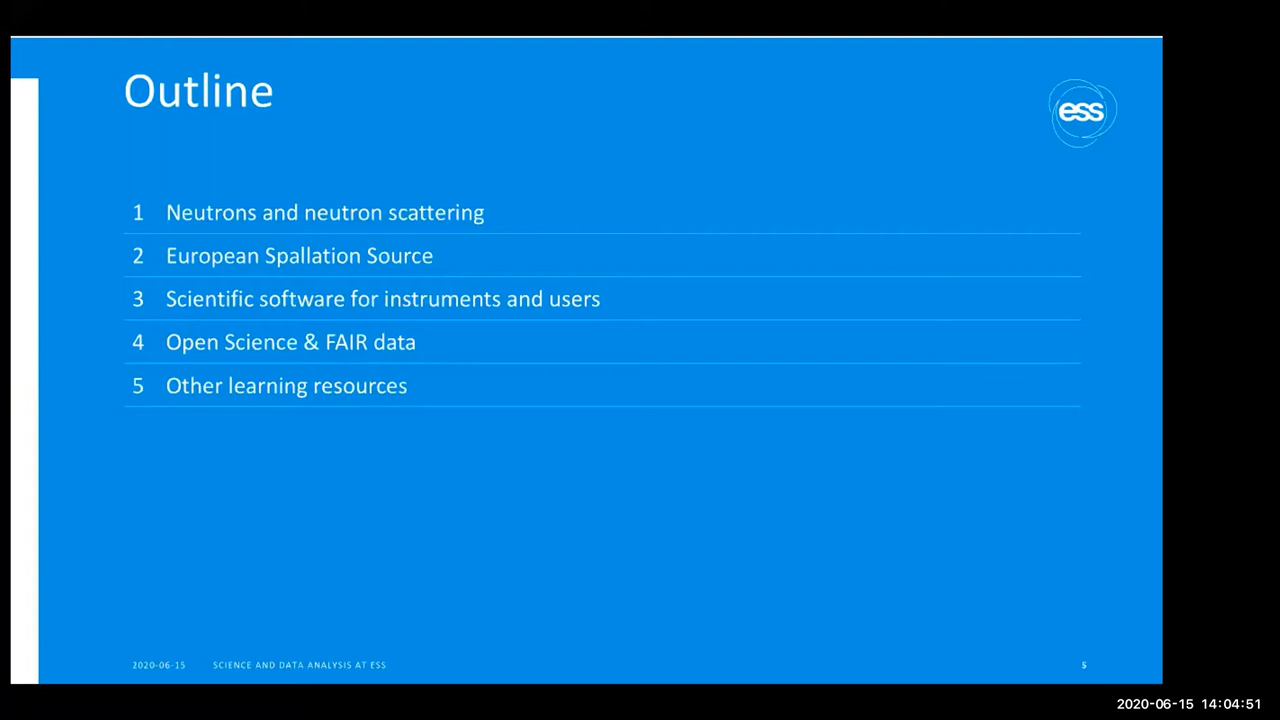 Outline
ess
1 Neutrons and neutron scattering
2 European Spallation Source
3 Scientific software for instruments and users
4 Open Science & FAIR data
5 Other learning resources
2020-06-15 SCIENCE AND DATA ANALYSIS AT ESS 5
2020-06-15 14:04:51